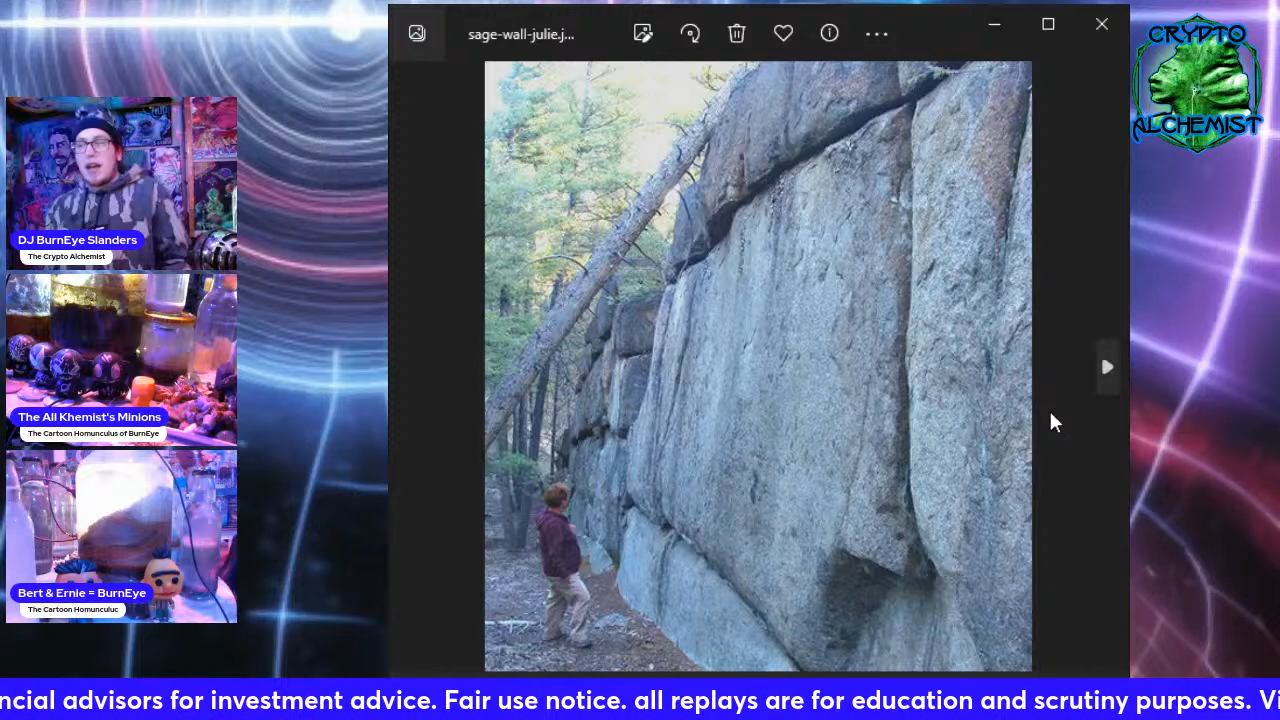 sage-wall-julie.j...
CRYPTO
ALCHEMIST
DJ BurnEye Slanders
The Crypto Alchemist
The All Khemist's Minions
The Cartoon Homunculus of BurnEye
Bert & Ernie = BurnEye
The Cartoon Homunculuc
ncial advisors for investment advice. Fair use notice. all replays are for education and scrutiny purposes. Vi